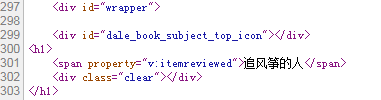 297 <div id="wrapper">
298
299 <div id="dale_book_subject_top_icon"></div>
300 <h1>
301 <span property="v:itemreviewed">追风筝的人</span>
302 <div class="clear"></div>
303 </h1>